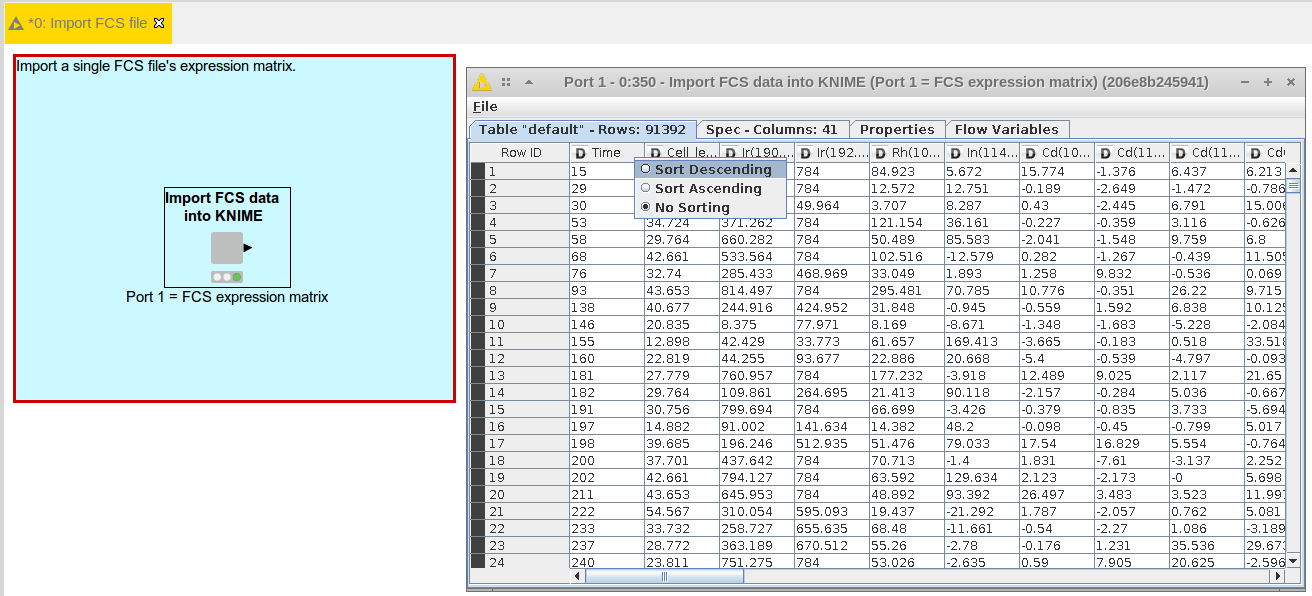 *0: Import FCS file
Import a single FCS file's expression matrix.
Import FCS data
into KNIME
Port 1 = FCS expression matrix
Port 1 - 0:350 - Import FCS data into KNIME (Port 1 = FCS expression matrix) (206e8b245941)
File
Table "default" - Rows: 91392 Spec - Columns: 41 Properties Flow Variables
Row ID D Time D Cell_le... D Ir(190.... D Ir(192.... D Rh(10... D In(114... D Cd(10... D Cd(11... D Cd(11... D Cd
Sort Descending
Sort Ascending
No Sorting
1 15 784 84.923 5.672 15.774 -1.376 6.437 6.213
2 29 784 12.572 12.751 -0.189 -2.649 -1.472 -0.786
3 30 49.964 3.707 8.287 0.43 -2.445 6.791 15.006
4 53 34.724 371.262 784 121.154 36.161 -0.227 -0.359 3.116 -0.626
5 58 29.764 660.282 784 50.489 85.583 -2.041 -1.548 9.759 6.8
6 68 42.661 533.564 784 102.516 -12.579 0.282 -1.267 -0.439 11.505
7 76 32.74 285.433 468.969 33.049 1.893 1.258 9.832 -0.536 0.069
8 93 43.653 814.497 784 295.481 70.785 10.776 -0.351 26.22 9.715
9 138 40.677 244.916 424.952 31.848 -0.945 -0.559 1.592 6.838 10.125
10 146 20.835 8.375 77.971 8.169 -8.671 -1.348 -1.683 -5.228 -2.084
11 155 12.898 42.429 33.773 61.657 169.413 -3.665 -0.183 0.518 33.518
12 160 22.819 44.255 93.677 22.886 20.668 -5.4 -0.539 -4.797 -0.093
13 181 27.779 760.957 784 177.232 -3.918 12.489 9.025 2.117 21.65
14 182 29.764 109.861 264.695 21.413 90.118 -2.157 -0.284 5.036 -0.667
15 191 30.756 799.694 784 66.699 -3.426 -0.379 -0.835 3.733 -5.694
16 197 14.882 91.002 141.634 14.382 48.2 -0.098 -0.45 -0.799 5.017
17 198 39.685 196.246 512.935 51.476 79.033 17.54 16.829 5.554 -0.764
18 200 37.701 437.642 784 70.713 -1.4 1.831 -7.61 -3.137 2.252
19 202 42.661 794.127 784 63.592 129.634 2.123 -2.173 -0 5.698
20 211 43.653 645.953 784 48.892 93.392 26.497 3.483 3.523 11.997
21 222 54.567 310.054 595.093 19.437 -21.292 1.787 -2.057 0.762 5.081
22 233 33.732 258.727 655.635 68.48 -11.661 -0.54 -2.27 1.086 -3.189
23 237 28.772 363.189 670.512 55.26 -2.78 -0.176 1.231 35.536 29.673
24 240 23.811 751.275 784 53.026 -2.635 0.59 7.905 20.625 -2.596